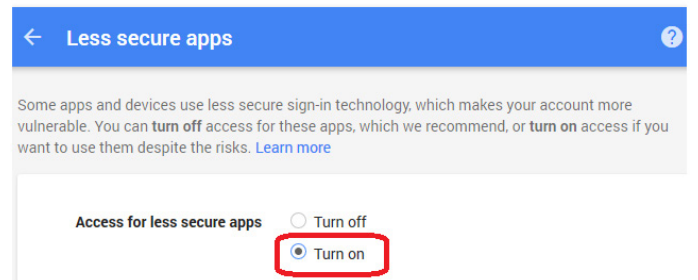 Less secure apps
Some apps and devices use less secure sign-in technology, which makes your account more
vulnerable. You can turn off access for these apps, which we recommend, or turn on access if you
want to use them despite the risks. Learn more
Access for less secure apps
Turn off
Turn on